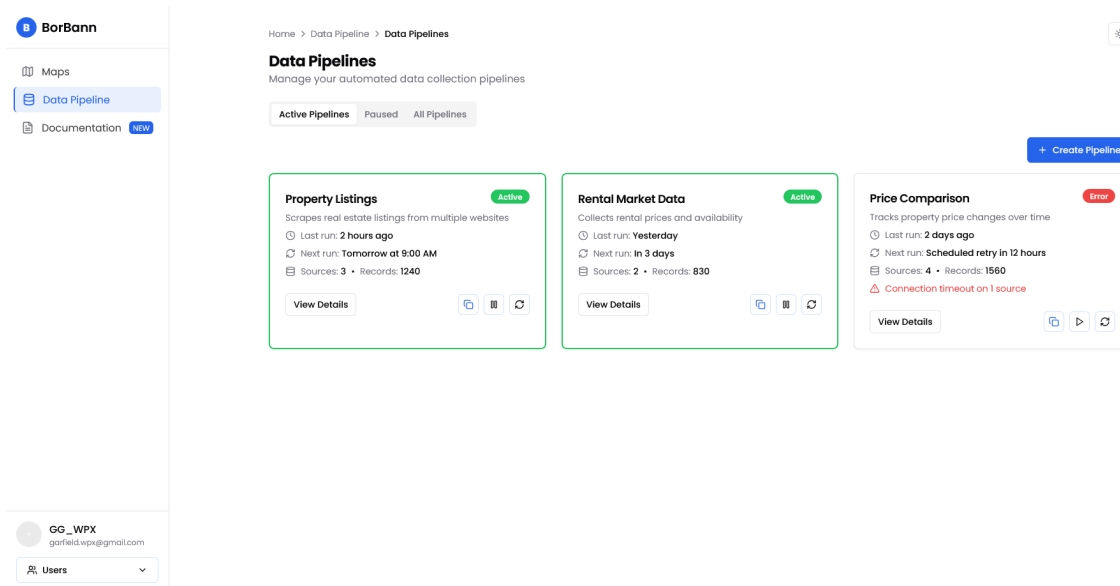 B BorBann
Maps
Data Pipeline
Documentation NEW
GG_WPX
garfield.wpx@gmail.com
Users
Home > Data Pipeline > Data Pipelines
Data Pipelines
Manage your automated data collection pipelines
Active Pipelines Paused All Pipelines
+ Create Pipeline
Property Listings Active
Scrapes real estate listings from multiple websites
Last run: 2 hours ago
Next run: Tomorrow at 9:00 AM
Sources: 3 • Records: 1240
View Details
Rental Market Data Active
Collects rental prices and availability
Last run: Yesterday
Next run: In 3 days
Sources: 2 • Records: 830
View Details
Price Comparison Error
Tracks property price changes over time
Last run: 2 days ago
Next run: Scheduled retry in 12 hours
Sources: 4 • Records: 1560
Connection timeout on 1 source
View Details